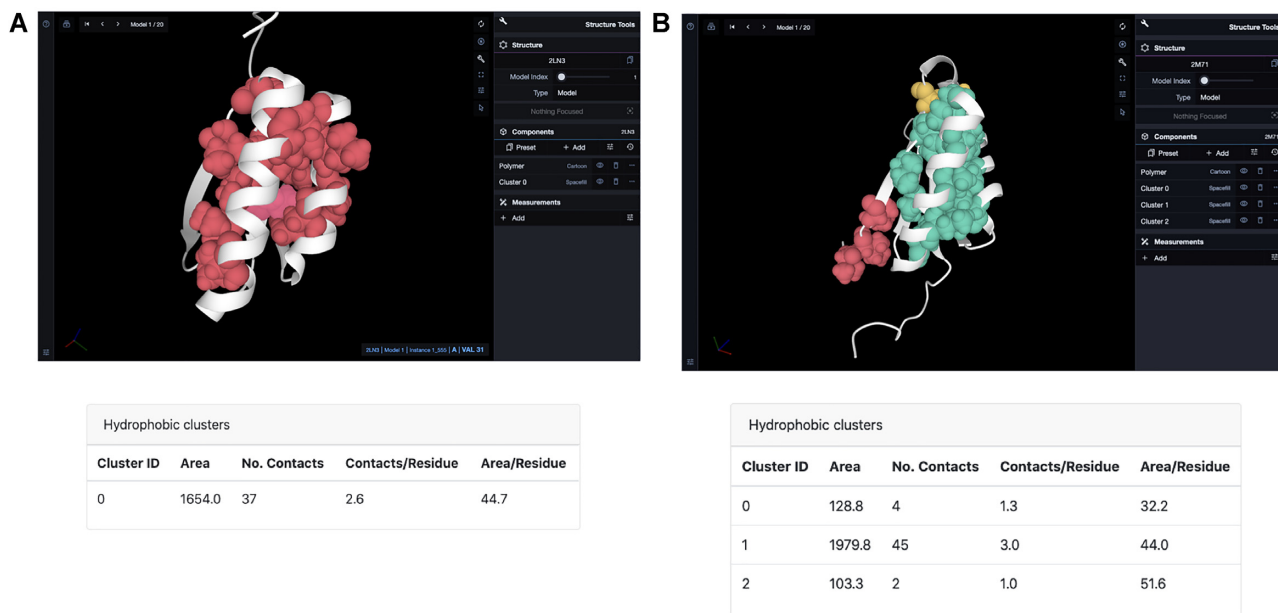 A
Model 1 / 20
Structure Tools
Structure
2LN3
Model Index 1
Type Model
Nothing Focused
Components 2LN3
Preset + Add
Polymer Cartoon
Cluster 0 Spacefill
Measurements
+ Add
2LN3 | Model 1 | Instance 1_555 | A | VAL 31
Hydrophobic clusters
Cluster ID Area No. Contacts Contacts/Residue Area/Residue
0 1654.0 37 2.6 44.7
B
Model 1 / 20
Structure Tools
Structure
2M71
Model Index
Type Model
Nothing Focused
Components 2M71
Preset + Add
Polymer Cartoon
Cluster 0 Spacefill
Cluster 1 Spacefill
Cluster 2 Spacefill
Measurements
+ Add
Hydrophobic clusters
Cluster ID Area No. Contacts Contacts/Residue Area/Residue
0 128.8 4 1.3 32.2
1 1979.8 45 3.0 44.0
2 103.3 2 1.0 51.6